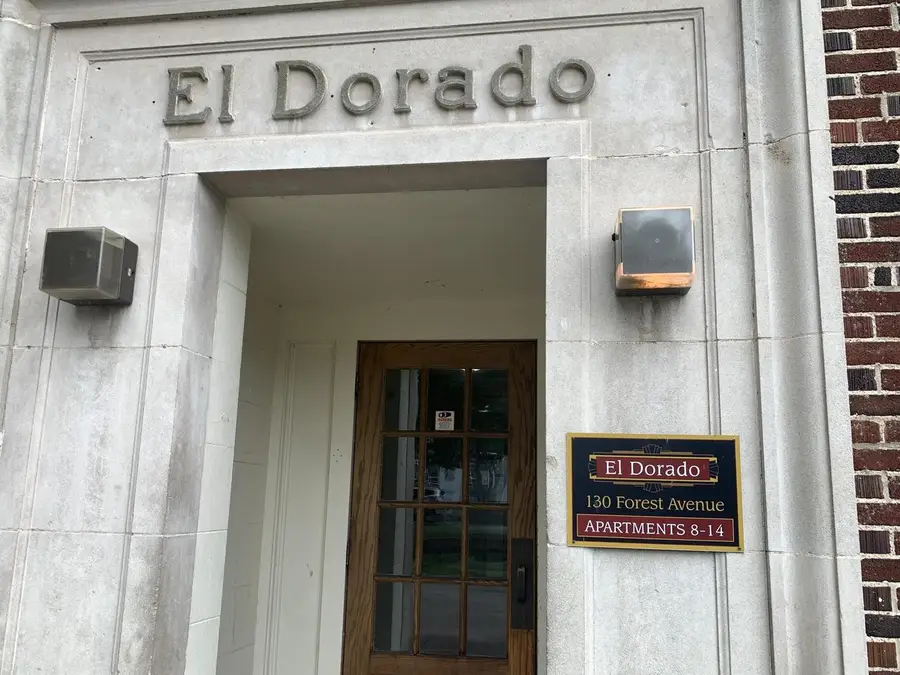 El Dorado
El Dorado
130 Forest Avenue
APARTMENTS 8-14